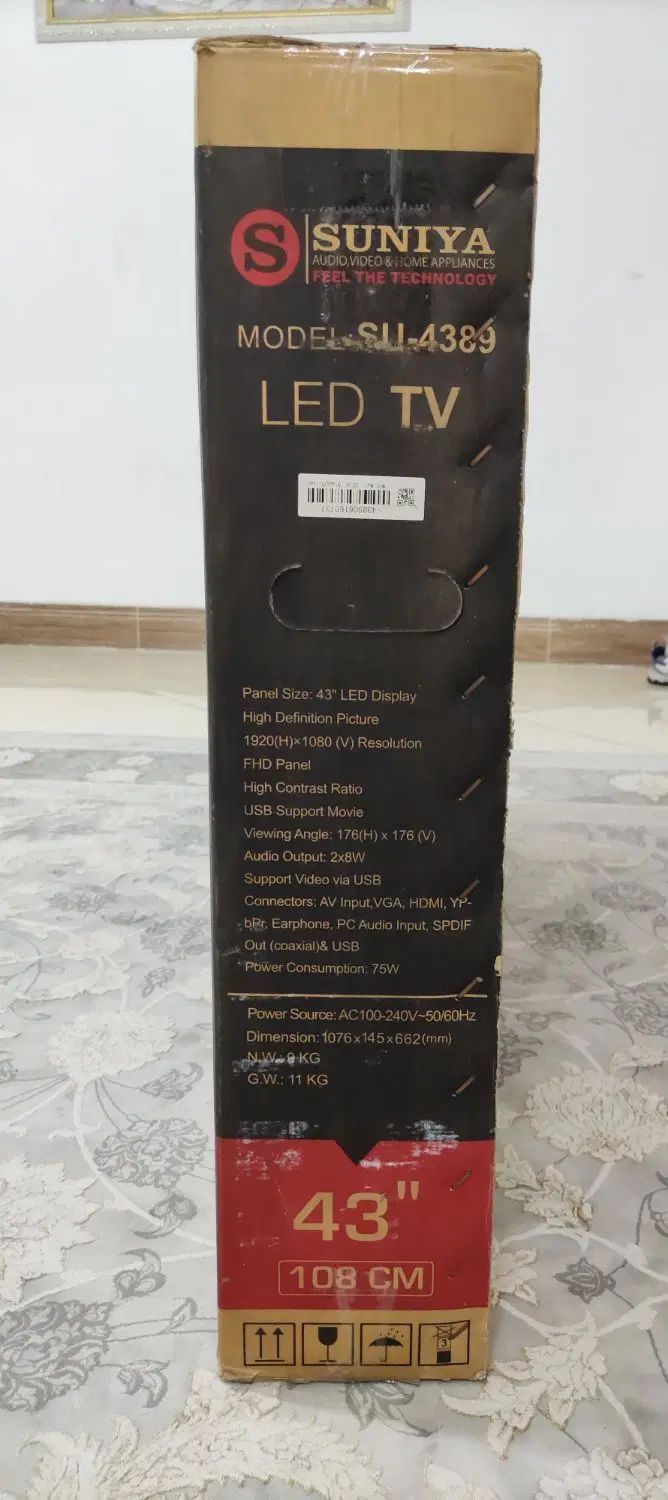 S
SUNIYA
AUDIO,VIDEO & HOME APPLIANCES
FEEL THE TECHNOLOGY
MODEL:SU-4389
LED TV
438906160737
Panel Size: 43" LED Display
High Definition Picture
1920(H)×1080 (V) Resolution
FHD Panel
High Contrast Ratio
USB Support Movie
Viewing Angle: 176(H) x 176 (V)
Audio Output: 2x8W
Support Video via USB
Connectors: AV Input,VGA, HDMI, YP-
bPr, Earphone, PC Audio Input, SPDIF
Out (coaxial)& USB
Power Consumption: 75W
Power Source: AC100-240V~50/60Hz
Dimension: 1076x145x662(mm)
N.W.: 9 KG
G.W.: 11 KG
43"
108 CM
3